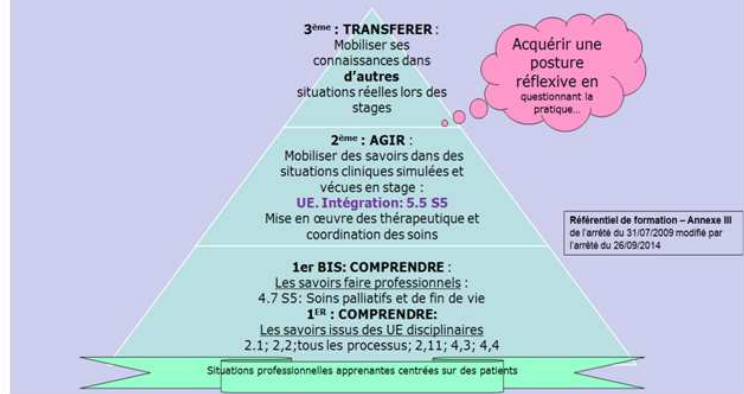 3ème : TRANSFERER :
Mobiliser ses
connaissances dans
d'autres
situations réelles lors des
stages
Acquérir une
posture
réflexive en
questionnant la
pratique...
2ème : AGIR :
Mobiliser des savoirs dans des
situations cliniques simulées et
vécues en stage :
UE. Intégration: 5.5 S5
Mise en œuvre des thérapeutique et
coordination des soins
Référentiel de formation – Annexe III
de l'arrêté du 31/07/2009 modifié par
l'arrêté du 26/09/2014
1er BIS: COMPRENDRE :
Les savoirs faire professionnels :
4.7 S5: Soins palliatifs et de fin de vie
1ER : COMPRENDRE:
Les savoirs issus des UE disciplinaires
2.1; 2,2;tous les processus; 2,11; 4,3; 4,4
Situations professionnelles apprenantes centrées sur des patients